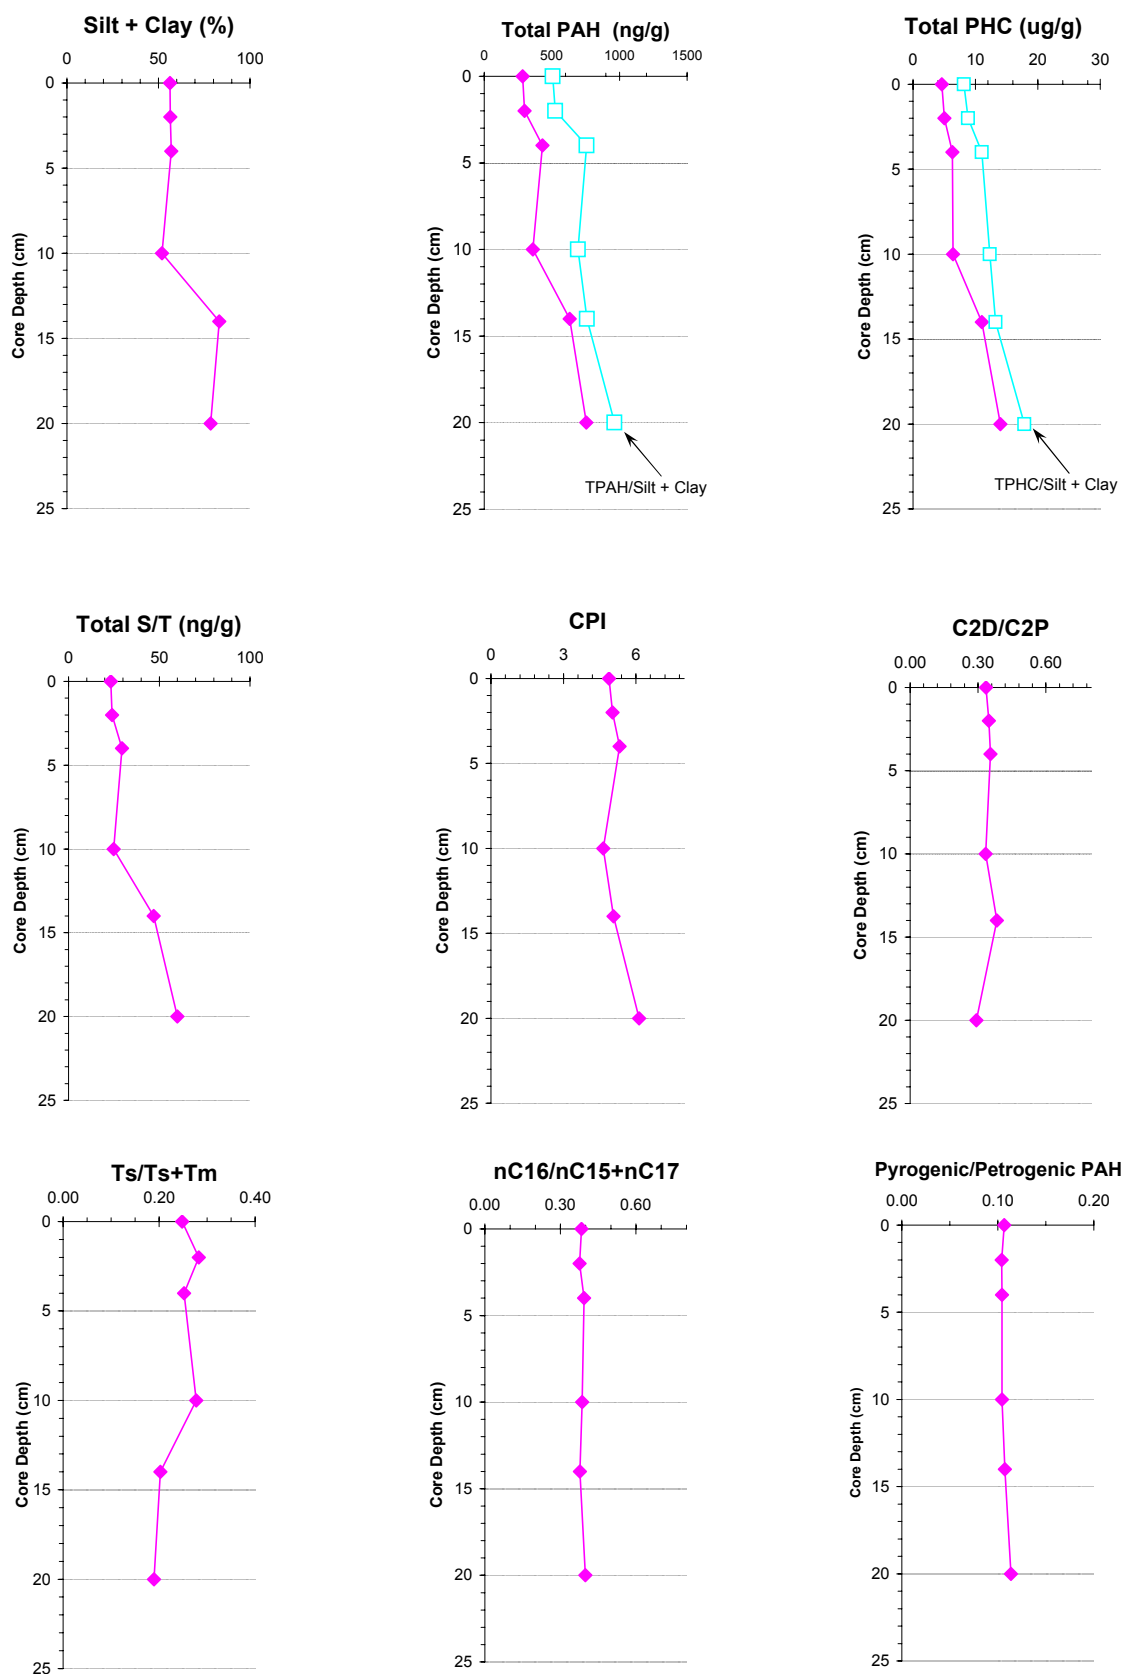 Silt + Clay (%)
0 50 100
0
5
10
15
20
25
Core Depth (cm)
Total PAH (ng/g)
0 500 1000 1500
0
5
10
15
20
25
Core Depth (cm)
TPAH/Silt + Clay
Total PHC (ug/g)
0 10 20 30
0
5
10
15
20
25
Core Depth (cm)
TPHC/Silt + Clay
Total S/T (ng/g)
0 50 100
0
5
10
15
20
25
Core Depth (cm)
CPI
0 3 6
0
5
10
15
20
25
Core Depth (cm)
C2D/C2P
0.00 0.30 0.60
0
5
10
15
20
25
Core Depth (cm)
Ts/Ts+Tm
0.00 0.20 0.40
0
5
10
15
20
25
Core Depth (cm)
nC16/nC15+nC17
0.00 0.30 0.60
0
5
10
15
20
25
Core Depth (cm)
Pyrogenic/Petrogenic PAH
0.00 0.10 0.20
0
5
10
15
20
25
Core Depth (cm)